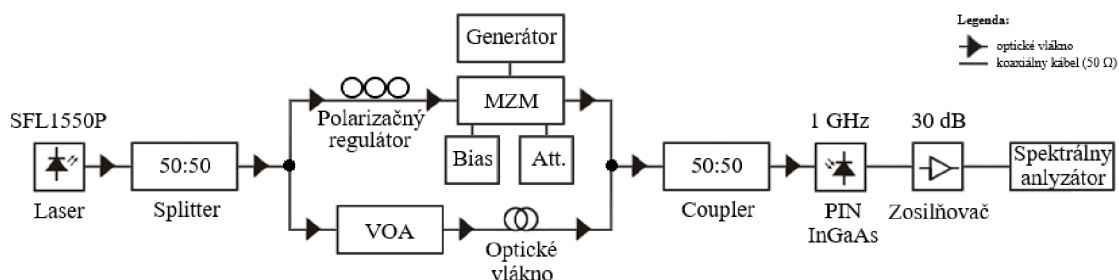 Legenda:
optické vlákno
koaxiálny kábel (50 Ω)
Generátor
MZM
Polarizačný
regulátor
Bias
Att.
SFL1550P
50:50
Laser
Splitter
VOA
Optické
vlákno
50:50
Coupler
1 GHz
PIN
InGaAs
30 dB
Zosilňovač
Spektrálny
anlyzátor